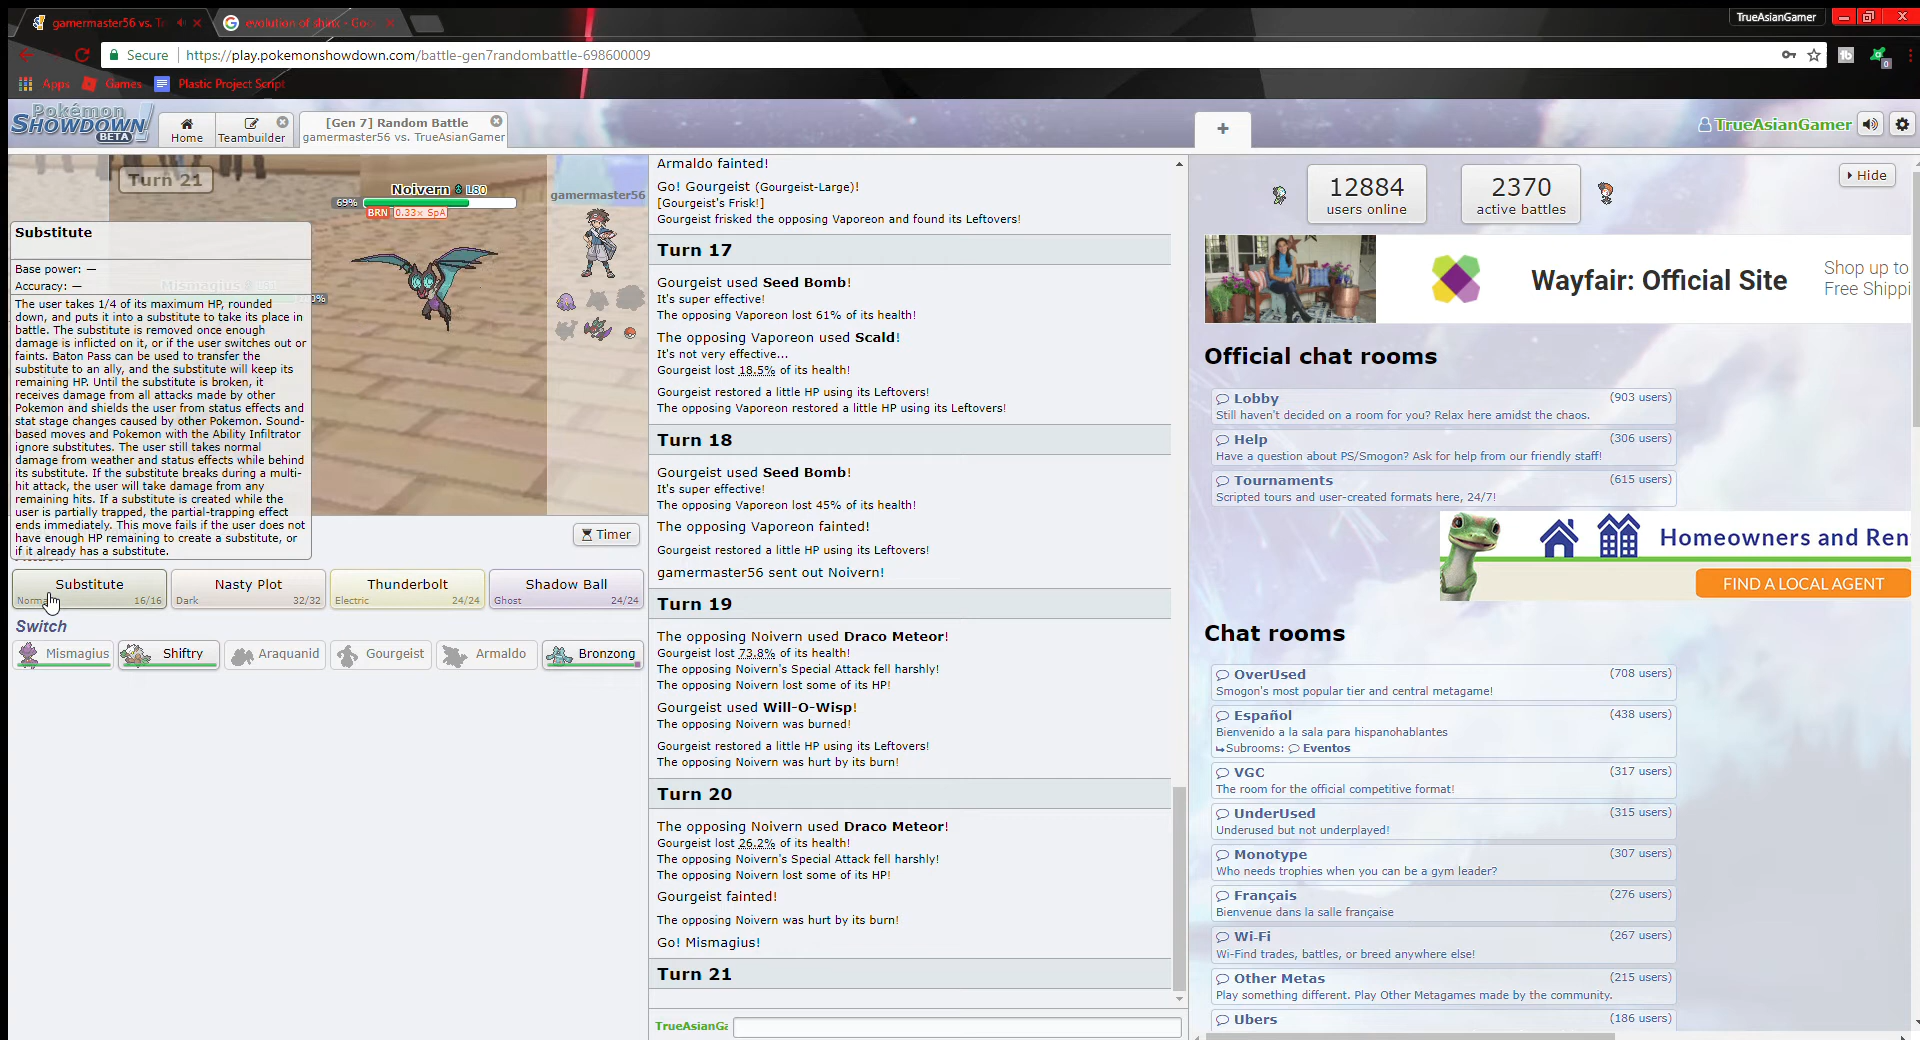 gamermaster56 vs. Tr
evolution of shinx - Goo
TrueAsianGamer
Secure
https://play.pokemonshowdown.com/battle-gen7randombattle-698600009
Apps
Games
Plastic Project Script
Pokémon
SHOWDOWN!
BETA
Home
Teambuilder
[Gen 7] Random Battle
gamermaster56 vs. TrueAsianGamer
+
TrueAsianGamer
Turn 21
Noivern L80
69%
BRN 0.33x SpA
gamermaster56
Substitute
Base power: —
Accuracy: —
The user takes 1/4 of its maximum HP, rounded
down, and puts it into a substitute to take its place in
battle. The substitute is removed once enough
damage is inflicted on it, or if the user switches out or
faints. Baton Pass can be used to transfer the
substitute to an ally, and the substitute will keep its
remaining HP. Until the substitute is broken, it
receives damage from all attacks made by other
Pokemon and shields the user from status effects and
stat stage changes caused by other Pokemon. Sound-
based moves and Pokemon with the Ability Infiltrator
ignore substitutes. The user still takes normal
damage from weather and status effects while behind
its substitute. If the substitute breaks during a multi-
hit attack, the user will take damage from any
remaining hits. If a substitute is created while the
user is partially trapped, the partial-trapping effect
ends immediately. This move fails if the user does not
have enough HP remaining to create a substitute, or
if it already has a substitute.
Timer
Substitute
16/16
Nasty Plot
Dark 32/32
Thunderbolt
Electric 24/24
Shadow Ball
Ghost 24/24
Switch
Mismagius
Shiftry
Araquanid
Gourgeist
Armaldo
Bronzong
Armaldo fainted!
Go! Gourgeist (Gourgeist-Large)!
[Gourgeist's Frisk!]
Gourgeist frisked the opposing Vaporeon and found its Leftovers!
Turn 17
Gourgeist used Seed Bomb!
It's super effective!
The opposing Vaporeon lost 61% of its health!
The opposing Vaporeon used Scald!
It's not very effective...
Gourgeist lost 18.5% of its health!
Gourgeist restored a little HP using its Leftovers!
The opposing Vaporeon restored a little HP using its Leftovers!
Turn 18
Gourgeist used Seed Bomb!
It's super effective!
The opposing Vaporeon lost 45% of its health!
The opposing Vaporeon fainted!
Gourgeist restored a little HP using its Leftovers!
gamermaster56 sent out Noivern!
Turn 19
The opposing Noivern used Draco Meteor!
Gourgeist lost 73.8% of its health!
The opposing Noivern's Special Attack fell harshly!
The opposing Noivern lost some of its HP!
Gourgeist used Will-O-Wisp!
The opposing Noivern was burned!
Gourgeist restored a little HP using its Leftovers!
The opposing Noivern was hurt by its burn!
Turn 20
The opposing Noivern used Draco Meteor!
Gourgeist lost 26.2% of its health!
The opposing Noivern's Special Attack fell harshly!
The opposing Noivern lost some of its HP!
Gourgeist fainted!
The opposing Noivern was hurt by its burn!
Go! Mismagius!
Turn 21
TrueAsianGa
12884
users online
2370
active battles
Hide
Wayfair: Official Site
Shop up to
Free Shippi
Official chat rooms
Lobby (903 users)
Still haven't decided on a room for you? Relax here amidst the chaos.
Help (306 users)
Have a question about PS/Smogon? Ask for help from our friendly staff!
Tournaments (615 users)
Scripted tours and user-created formats here, 24/7!
Homeowners and Ren
FIND A LOCAL AGENT
Chat rooms
OverUsed (708 users)
Smogon's most popular tier and central metagame!
Español (438 users)
Bienvenido a la sala para hispanohablantes
Subrooms: Eventos
VGC (317 users)
The room for the official competitive format!
UnderUsed (315 users)
Underused but not underplayed!
Monotype (307 users)
Who needs trophies when you can be a gym leader?
Français (276 users)
Bienvenue dans la salle française
Wi-Fi (267 users)
Wi-Find trades, battles, or breed anywhere else!
Other Metas (215 users)
Play something different. Play Other Metagames made by the community.
Ubers (186 users)